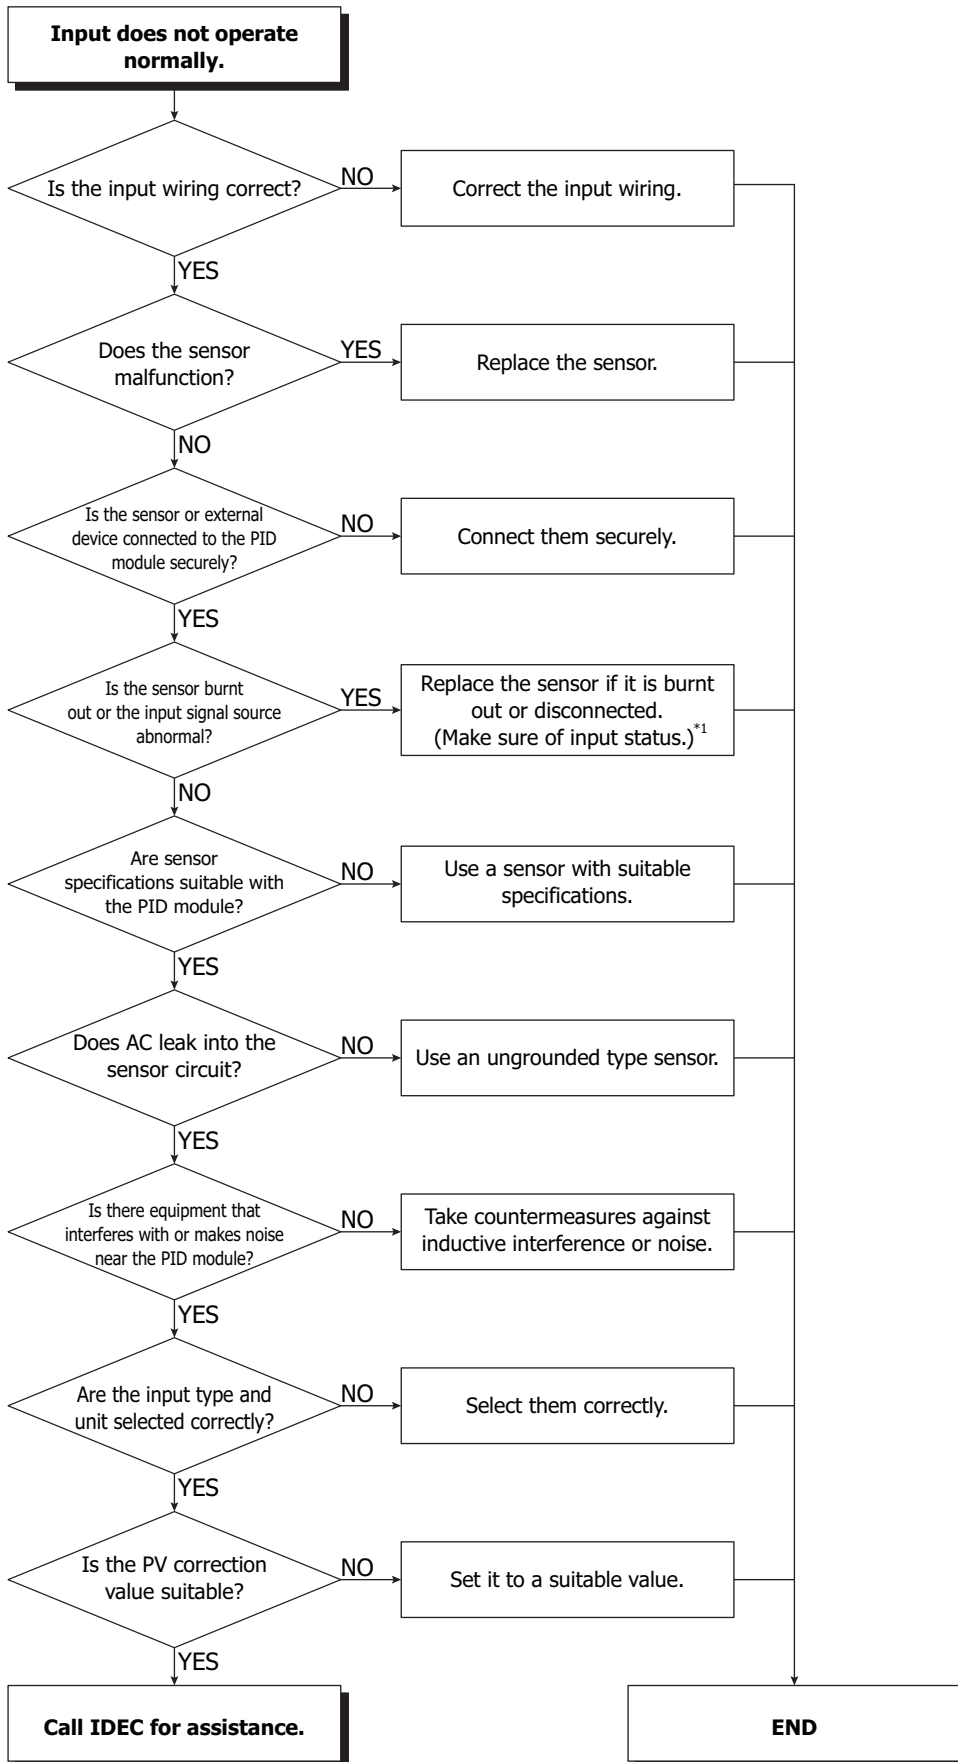 Input does not operate
normally.
Is the input wiring correct?
NO
Correct the input wiring.
YES
Does the sensor
malfunction?
YES
Replace the sensor.
NO
Is the sensor or external
device connected to the PID
module securely?
NO
Connect them securely.
YES
Is the sensor burnt
out or the input signal source
abnormal?
YES
Replace the sensor if it is burnt
out or disconnected.
(Make sure of input status.)*1
NO
Are sensor
specifications suitable with
the PID module?
NO
Use a sensor with suitable
specifications.
YES
Does AC leak into the
sensor circuit?
NO
Use an ungrounded type sensor.
YES
Is there equipment that
interferes with or makes noise
near the PID module?
NO
Take countermeasures against
inductive interference or noise.
YES
Are the input type and
unit selected correctly?
NO
Select them correctly.
YES
Is the PV correction
value suitable?
NO
Set it to a suitable value.
YES
Call IDEC for assistance.
END